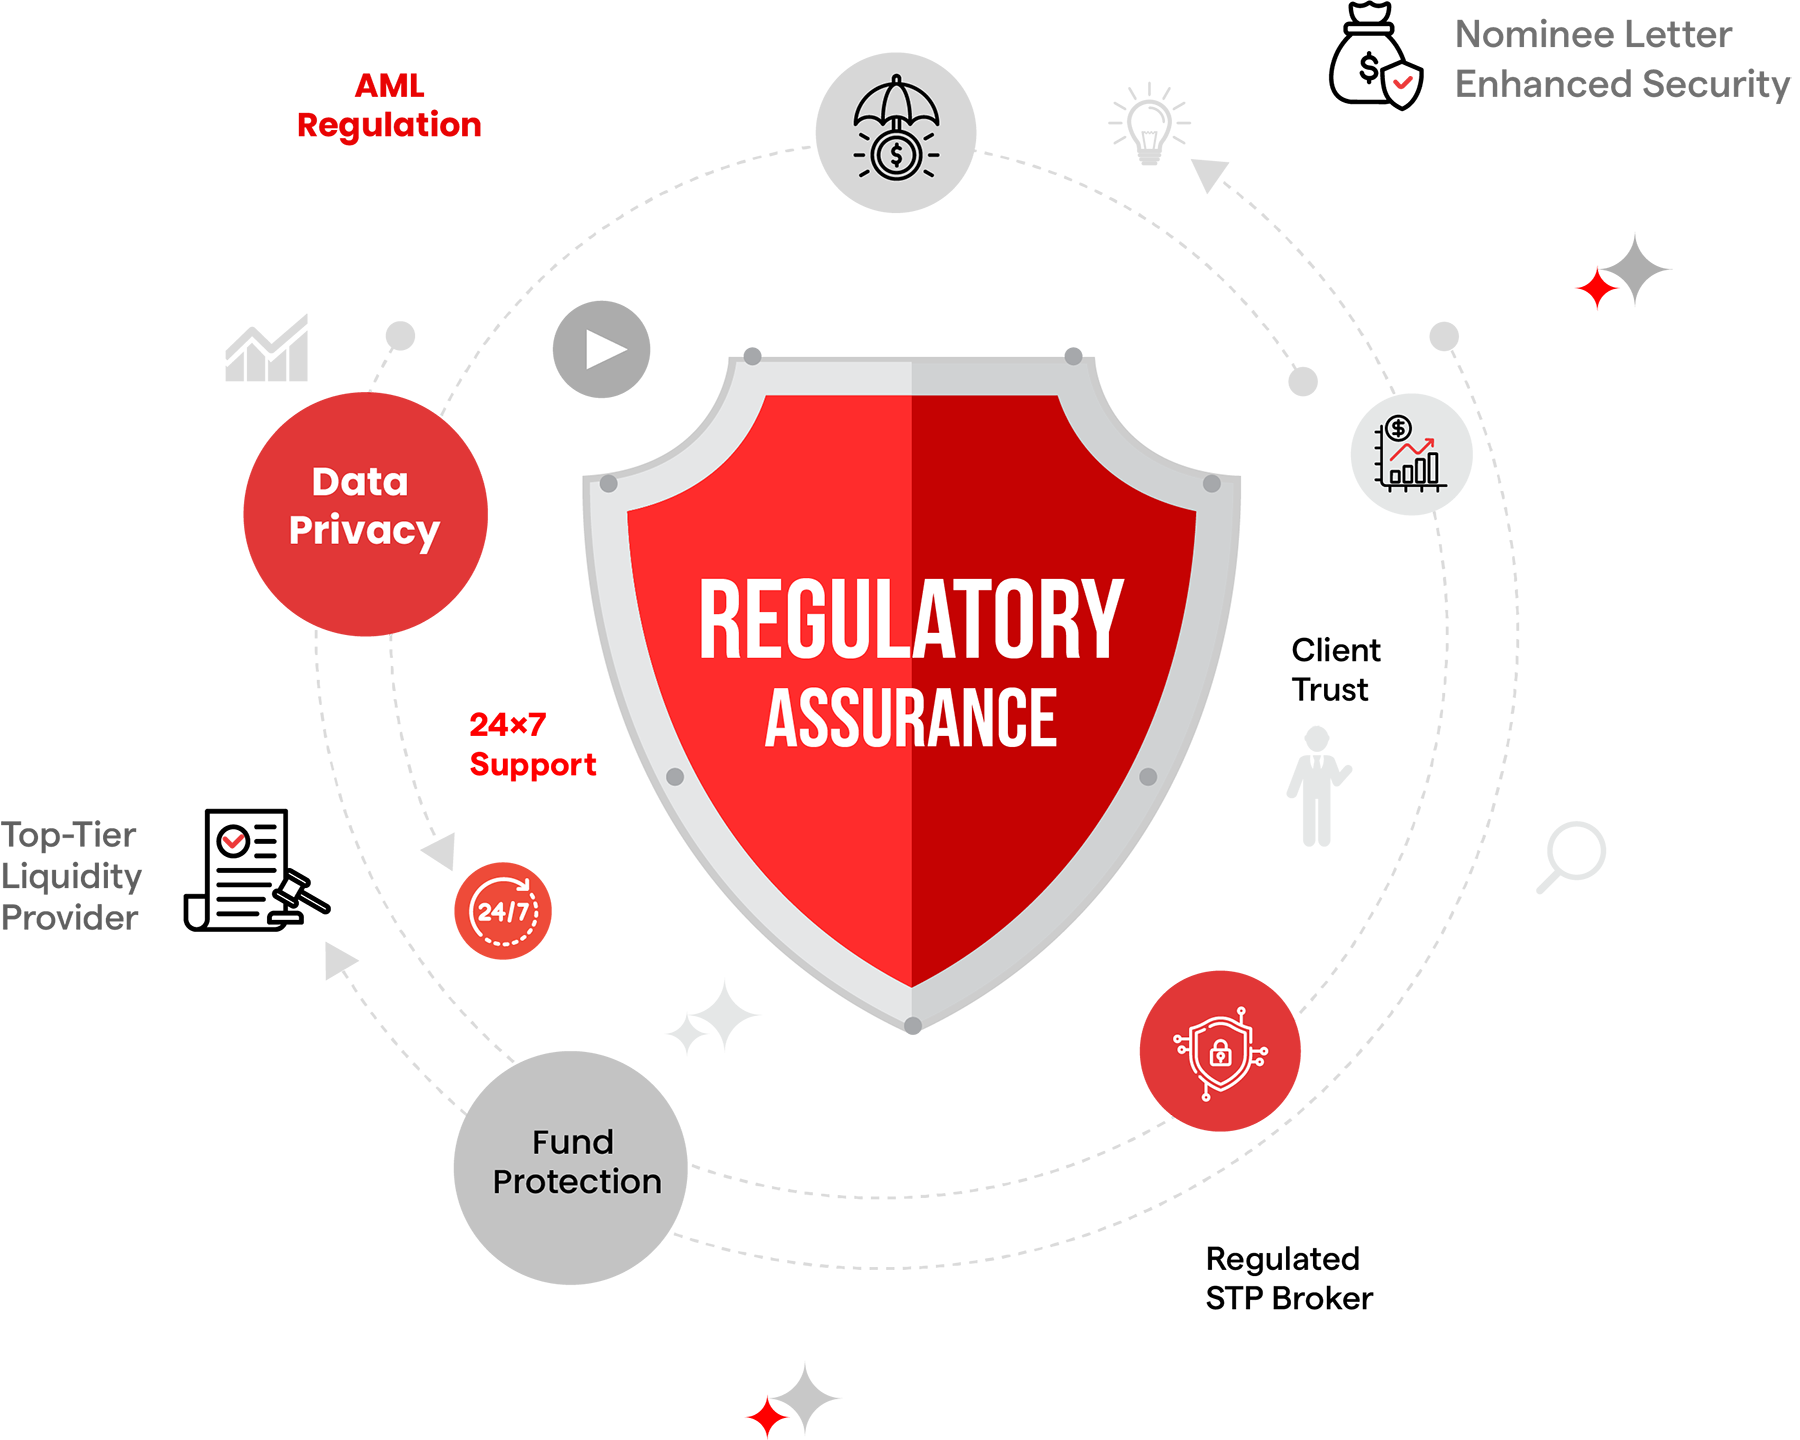 Nominee Letter
Enhanced Security
AML
Regulation
$
$
$
Data
Privacy
REGULATORY
ASSURANCE
Client
Trust
24×7
Support
Top-Tier
Liquidity
Provider
24/7
Fund
Protection
Regulated
STP Broker